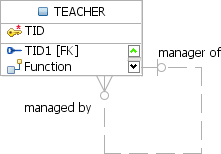 TEACHER
TID
TID1 [FK]
Function
manager of
managed by